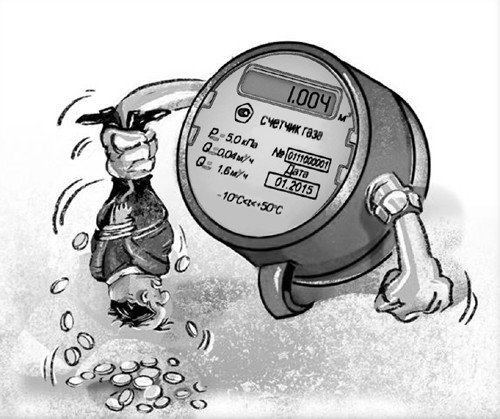 1.004 м³
СЧЕТЧИК ГАЗА
P = 5.0 кПа
Q = 0.04 м³/ч
Q = 1.6 м³/ч
№ 0111000001
Дата
01.2015
-10°C<t<+50°C